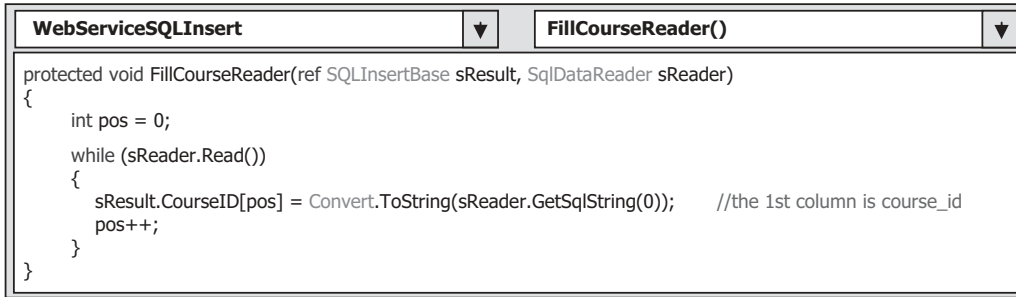 WebServiceSQLInsert
FillCourseReader()
protected void FillCourseReader(ref SQLInsertBase sResult, SqlDataReader sReader)
{
int pos = 0;
while (sReader.Read())
{
sResult.CourseID[pos] = Convert.ToString(sReader.GetSqlString(0)); //the 1st column is course_id
pos++;
}
}